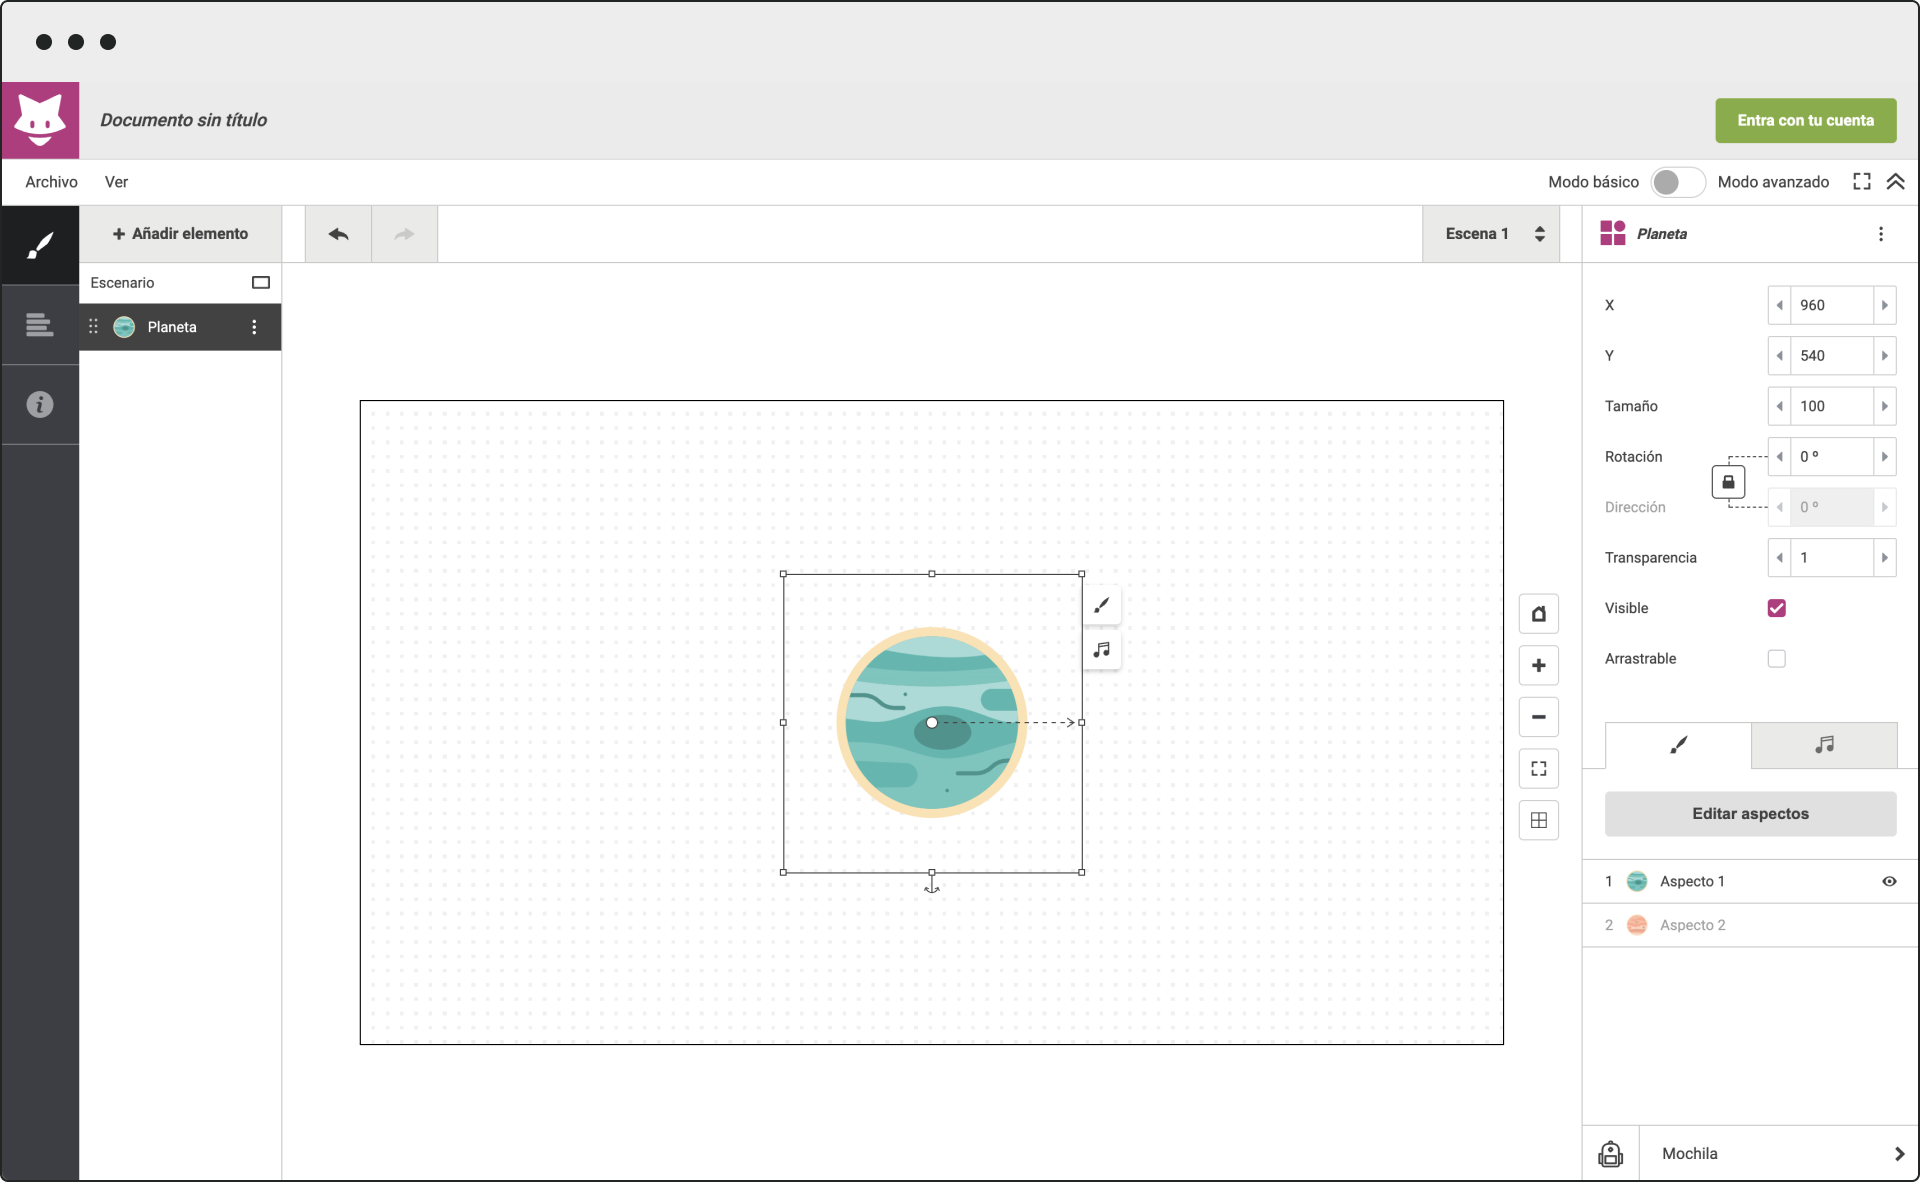 Documento sin título
Entra con tu cuenta
Archivo Ver
Modo básico Modo avanzado
+ Añadir elemento
Escena 1
Planeta
Escenario
Planeta
X 960
Y 540
Tamaño 100
Rotación 0 º
Dirección 0 º
Transparencia 1
Visible
Arrastrable
Editar aspectos
1 Aspecto 1
2 Aspecto 2
Mochila